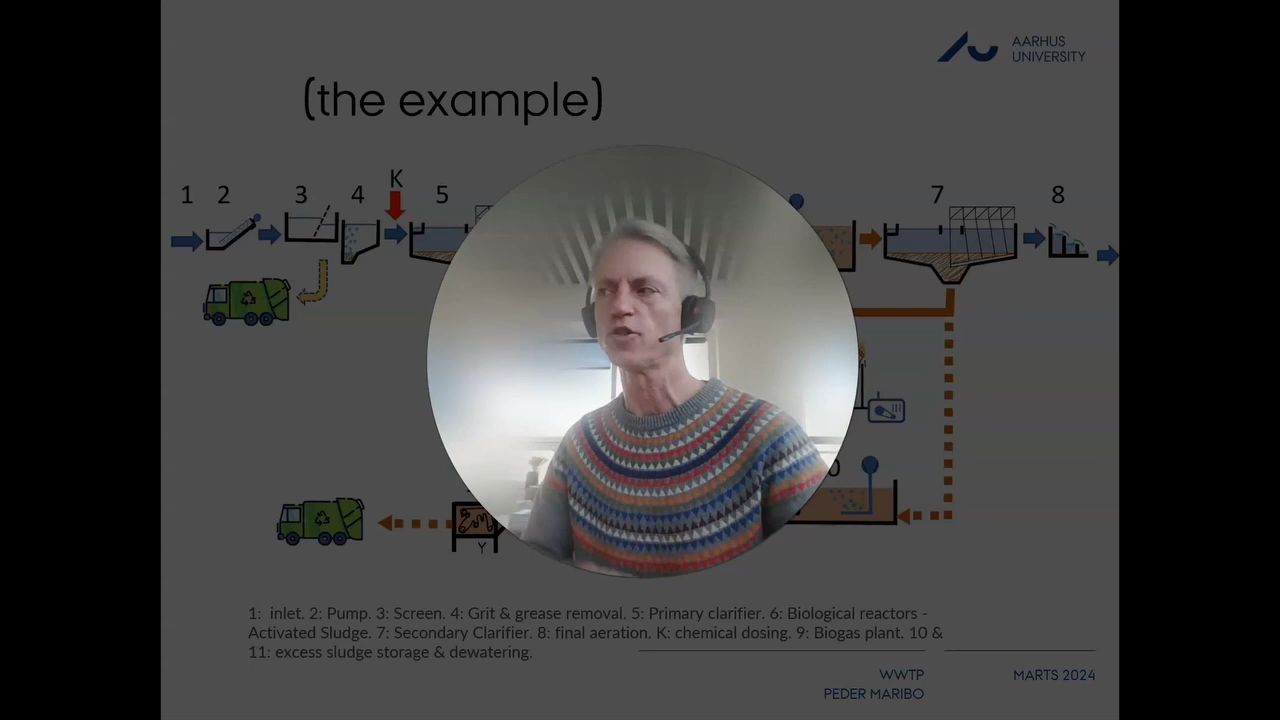 AARHUS
UNIVERSITY
(the example)
K
1 2 3 4 5 7 8
0
Y
1: inlet. 2: Pump. 3: Screen. 4: Grit & grease removal. 5: Primary clarifier. 6: Biological reactors -
Activated Sludge. 7: Secondary Clarifier. 8: final aeration. K: chemical dosing. 9: Biogas plant. 10 &
11: excess sludge storage & dewatering.
WWTP
PEDER MARIBO
MARTS 2024